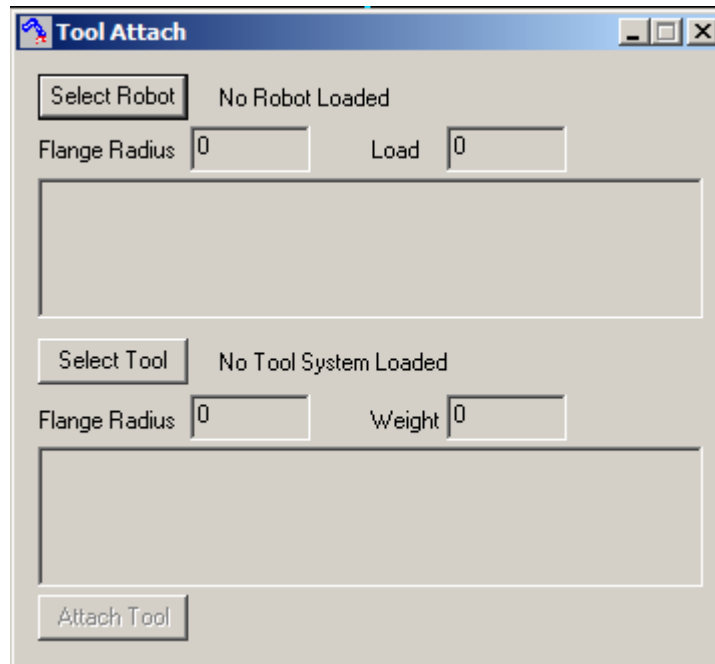 Tool Attach
Select Robot No Robot Loaded
Flange Radius 0 Load 0
Select Tool No Tool System Loaded
Flange Radius 0 Weight 0
Attach Tool